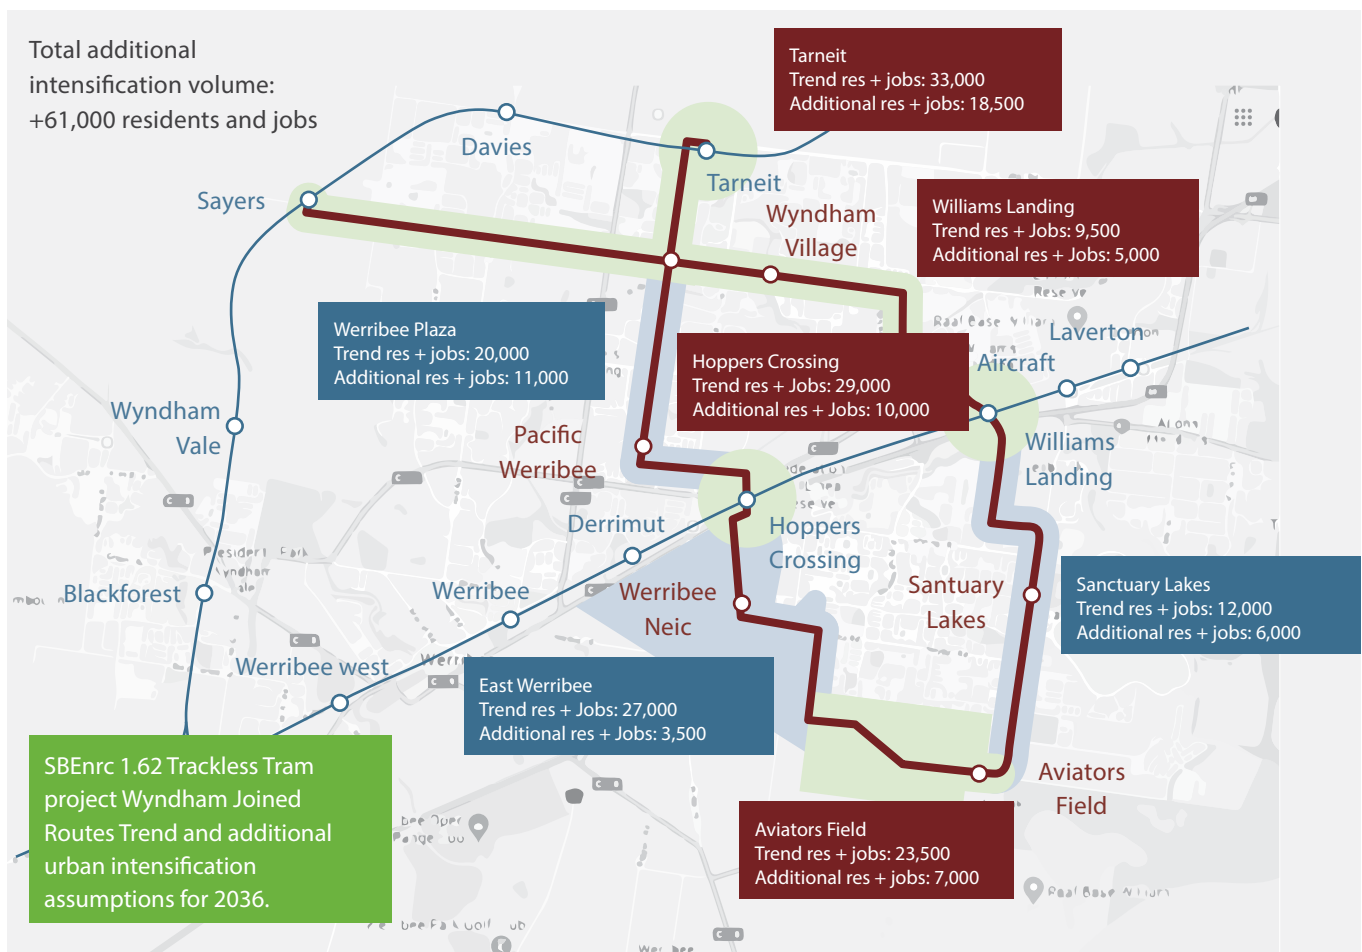 Total additional
intensification volume:
+61,000 residents and jobs
Tarneit
Trend res + jobs: 33,000
Additional res + jobs: 18,500
Davies
Tarneit
Sayers
Wyndham
Village
Williams Landing
Trend res + Jobs: 9,500
Additional res + Jobs: 5,000
Werribee Plaza
Trend res + jobs: 20,000
Additional res + jobs: 11,000
Hoppers Crossing
Trend res + Jobs: 29,000
Additional res + Jobs: 10,000
Laverton
Aircraft
Wyndham
Vale
Pacific
Werribee
Williams
Landing
Derrimut
Hoppers
Crossing
Blackforest
Werribee
Werribee
Neic
Santuary
Lakes
Sanctuary Lakes
Trend res + jobs: 12,000
Additional res + Jobs: 6,000
Werribee west
East Werribee
Trend res + Jobs: 27,000
Additional res + Jobs: 3,500
Aviators
Field
SBEnrc 1.62 Trackless Tram
project Wyndham Joined
Routes Trend and additional
urban intensification
assumptions for 2036.
Aviators Field
Trend res + jobs: 23,500
Additional res + Jobs: 7,000